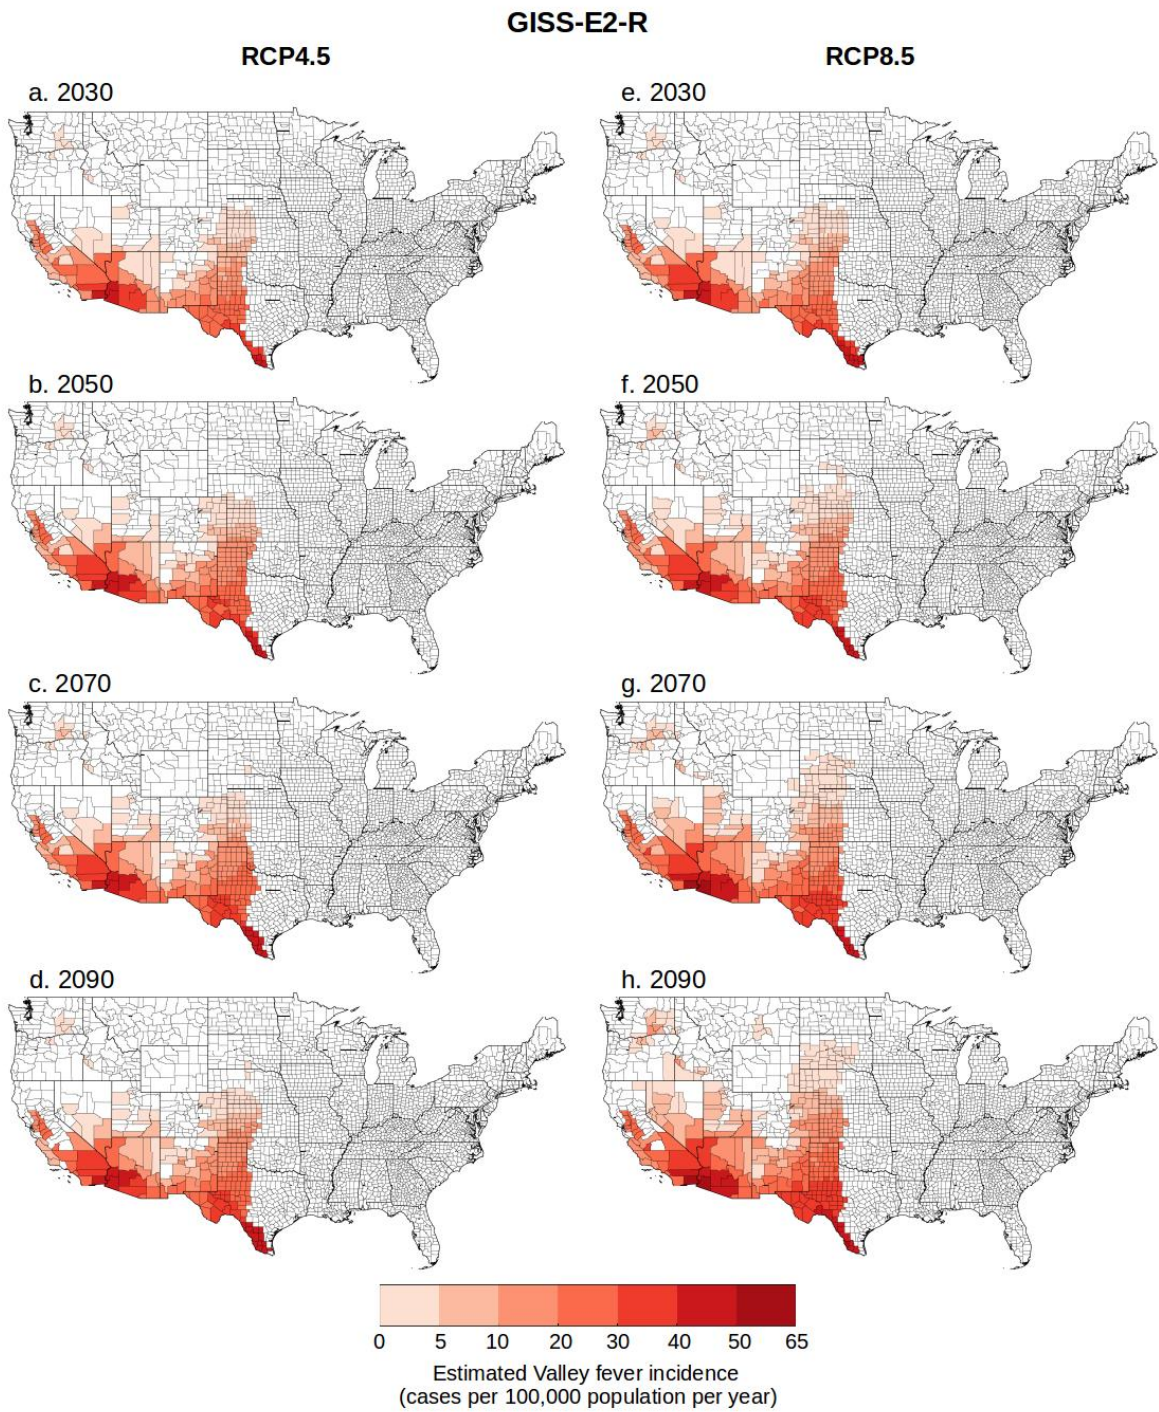 GISS-E2-R
RCP4.5
RCP8.5
a. 2030
e. 2030
b. 2050
f. 2050
c. 2070
g. 2070
d. 2090
h. 2090
0 5 10 20 30 40 50 65
Estimated Valley fever incidence
(cases per 100,000 population per year)